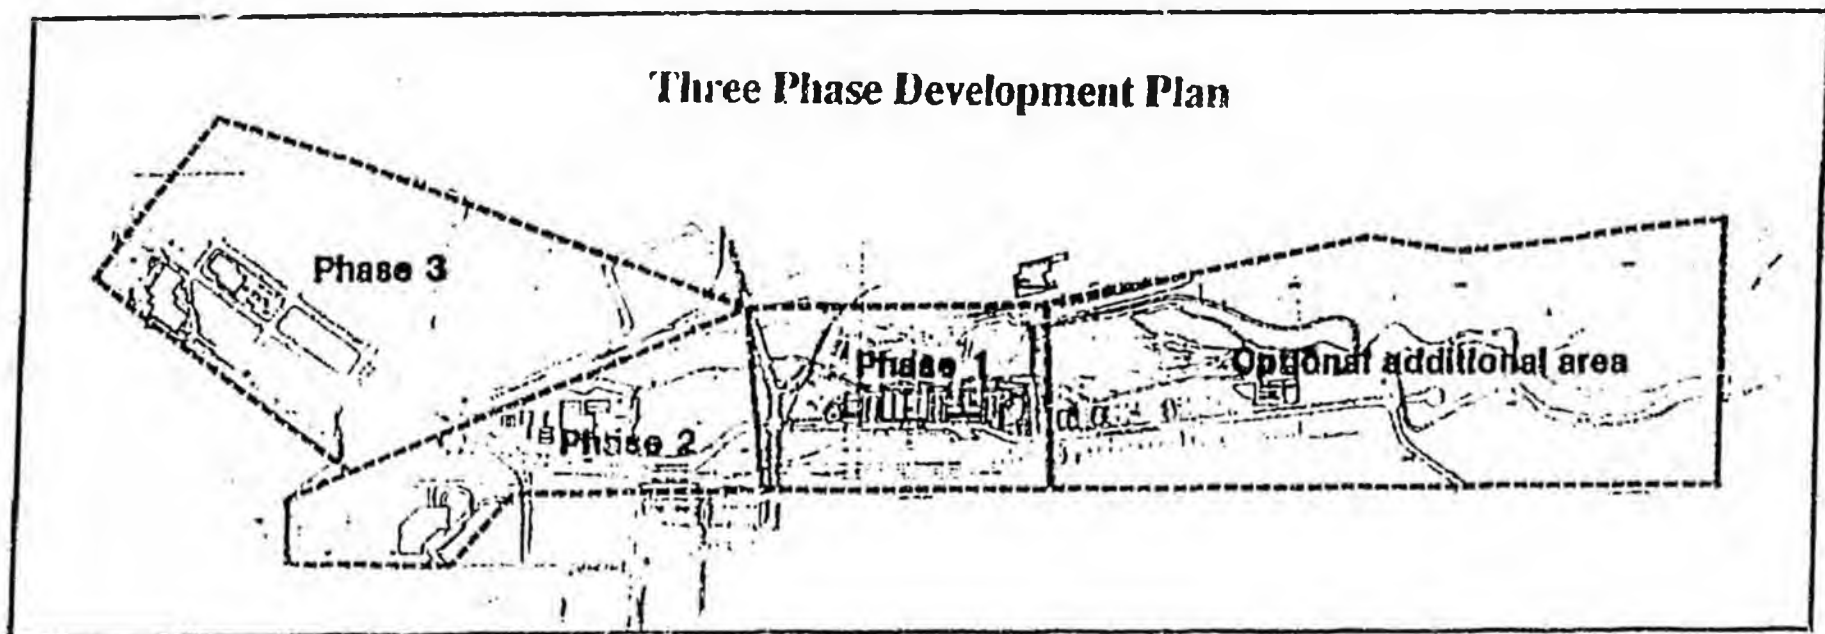 Three Phase Development Plan
Phase 3
Phase 1
Optional additional area
Phase 2